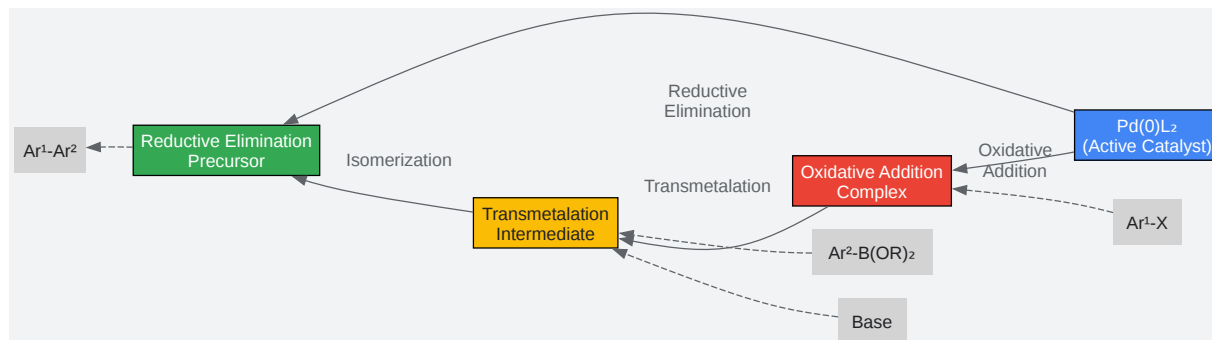 Reductive
Elimination
Pd(0)L₂
(Active Catalyst)
Reductive Elimination
Precursor
Ar¹-Ar²
Isomerization
Oxidative
Addition
Oxidative Addition
Complex
Transmetalation
Transmetalation
Intermediate
Ar¹-X
Ar²-B(OR)₂
Base